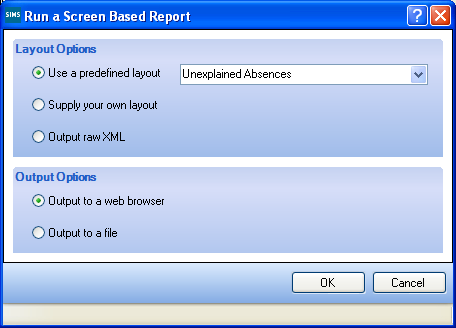 SIMS Run a Screen Based Report
Layout Options
Use a predefined layout Unexplained Absences
Supply your own layout
Output raw XML
Output Options
Output to a web browser
Output to a file
OK Cancel